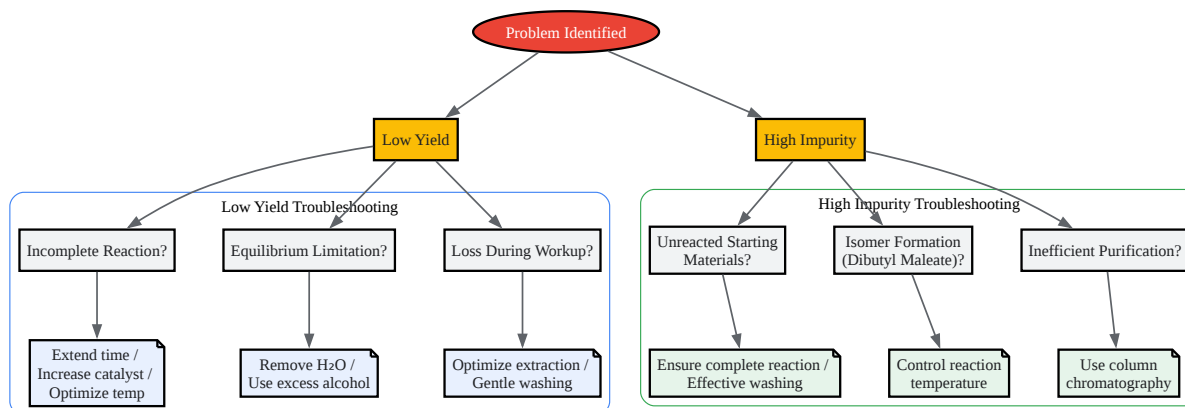 Problem Identified
Low Yield
High Impurity
Low Yield Troubleshooting
High Impurity Troubleshooting
Incomplete Reaction?
Equilibrium Limitation?
Loss During Workup?
Unreacted Starting
Materials?
Isomer Formation
(Dibutyl Maleate)?
Inefficient Purification?
Extend time /
Increase catalyst /
Optimize temp
Remove H₂O /
Use excess alcohol
Optimize extraction /
Gentle washing
Ensure complete reaction /
Effective washing
Control reaction
temperature
Use column
chromatography